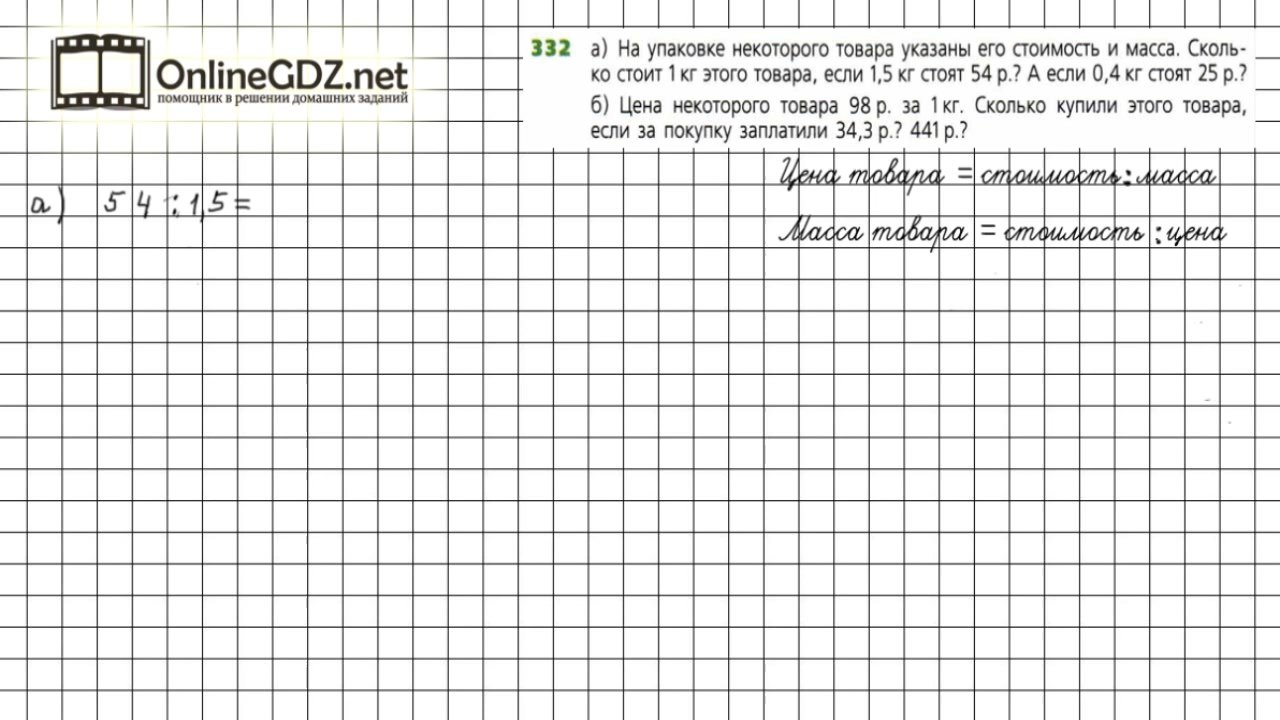 OnlineGDZ.net
помощник в решении домашних заданий
332 а) На упаковке некоторого товара указаны его стоимость и масса. Сколь-
ко стоит 1 кг этого товара, если 1,5 кг стоят 54 р.? А если 0,4 кг стоят 25 р.?
б) Цена некоторого товара 98 р. за 1 кг. Сколько купили этого товара,
если за покупку заплатили 34,3 р.? 441 р.?
Цена товара = стоимость:масса
а) 54:1,5=
Масса товара = стоимость:цена